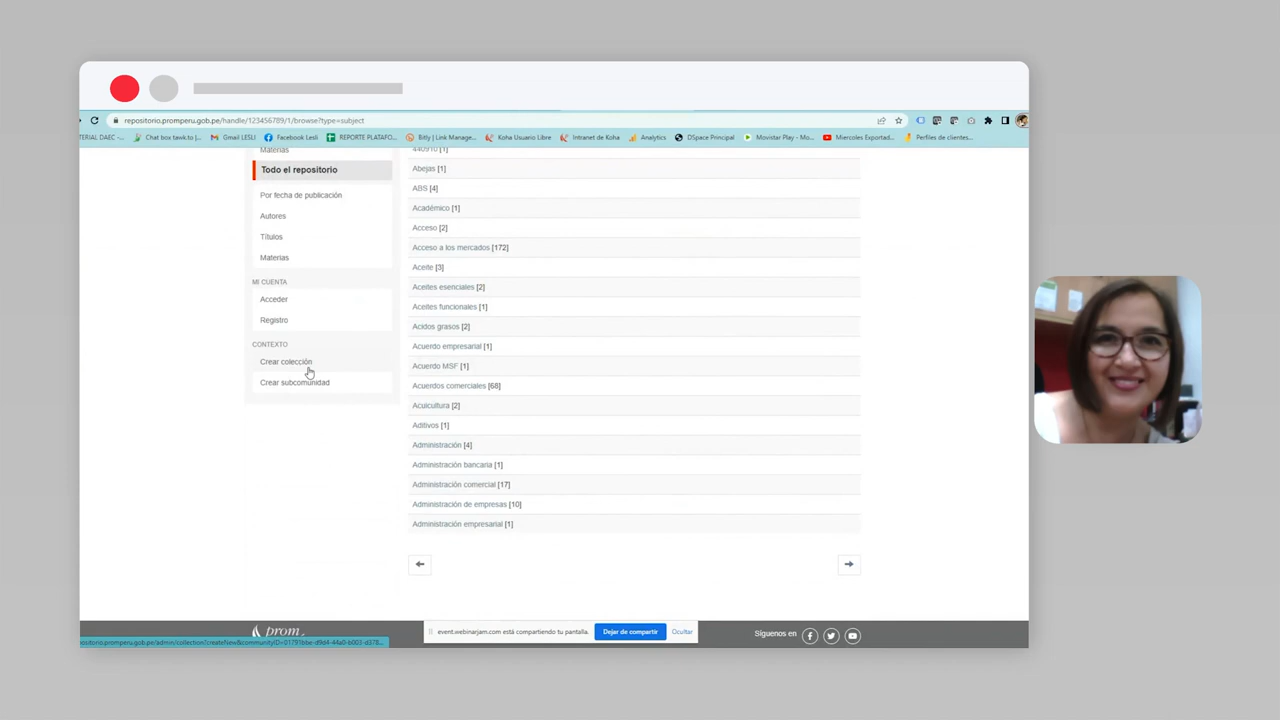 repositorio.promperu.gob.pe/handle/123456789/1/browse?type=subject
TERIAL DAEC -...
Chat box tawk.to |...
Gmail LESLI
Facebook Lesli
REPORTE PLATAFO...
Bitly | Link Manage...
Koha Usuario Libre
Intranet de Koha
Analytics
DSpace Principal
Movistar Play - Mo...
Miercoles Exportad...
Perfiles de clientes...
Materias
Todo el repositorio
Por fecha de publicación
Autores
Títulos
Materias
MI CUENTA
Acceder
Registro
CONTEXTO
Crear colección
Crear subcomunidad
440910 [1]
Abejas [1]
ABS [4]
Académico [1]
Acceso [2]
Acceso a los mercados [172]
Aceite [3]
Aceites esenciales [2]
Aceites funcionales [1]
Acidos grasos [2]
Acuerdo empresarial [1]
Acuerdo MSF [1]
Acuerdos comerciales [68]
Acuicultura [2]
Aditivos [1]
Administración [4]
Administración bancaria [1]
Administración comercial [17]
Administración de empresas [10]
Administración empresarial [1]
prom
event.webinarjam.com está compartiendo tu pantalla.
Dejar de compartir
Ocultar
Síguenos en